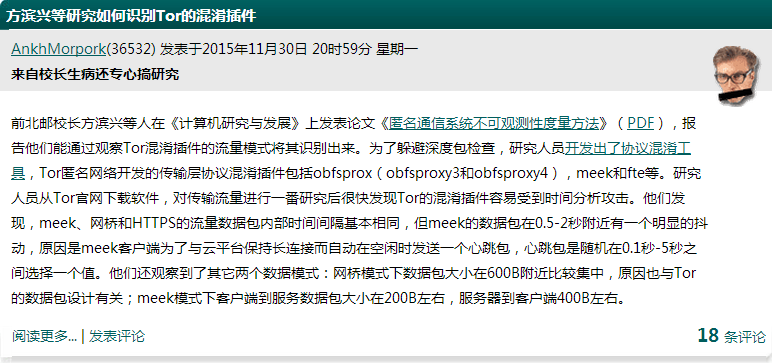 方滨兴等研究如何识别Tor的混淆插件
AnkhMorpork(36532) 发表于2015年11月30日 20时59分 星期一
来自校长生病还专心搞研究
前北邮校长方滨兴等人在《计算机研究与发展》上发表论文《匿名通信系统不可观测性度量方法》（PDF），报
告他们能通过观察Tor混淆插件的流量模式将其识别出来。为了躲避深度包检查，研究人员开发出了协议混淆工
具，Tor匿名网络开发的传输层协议混淆插件包括obfsprox（obfsproxy3和obfsproxy4），meek和fte等。研究
人员从Tor官网下载软件，对传输流量进行一番研究后很快发现Tor的混淆插件容易受到时间分析攻击。他们发
现，meek、网桥和HTTPS的流量数据包内部时间间隔基本相同，但meek的数据包在0.5-2秒附近有一个明显的抖
动，原因是meek客户端为了与云平台保持长连接而自动在空闲时发送一个心跳包，心跳包是随机在0.1秒-5秒之
间选择一个值。他们还观察到了其它两个数据模式：网桥模式下数据包大小在600B附近比较集中，原因也与Tor
的数据包设计有关；meek模式下客户端到服务数据包大小在200B左右，服务器到客户端400B左右。
阅读更多... | 发表评论 18 条评论